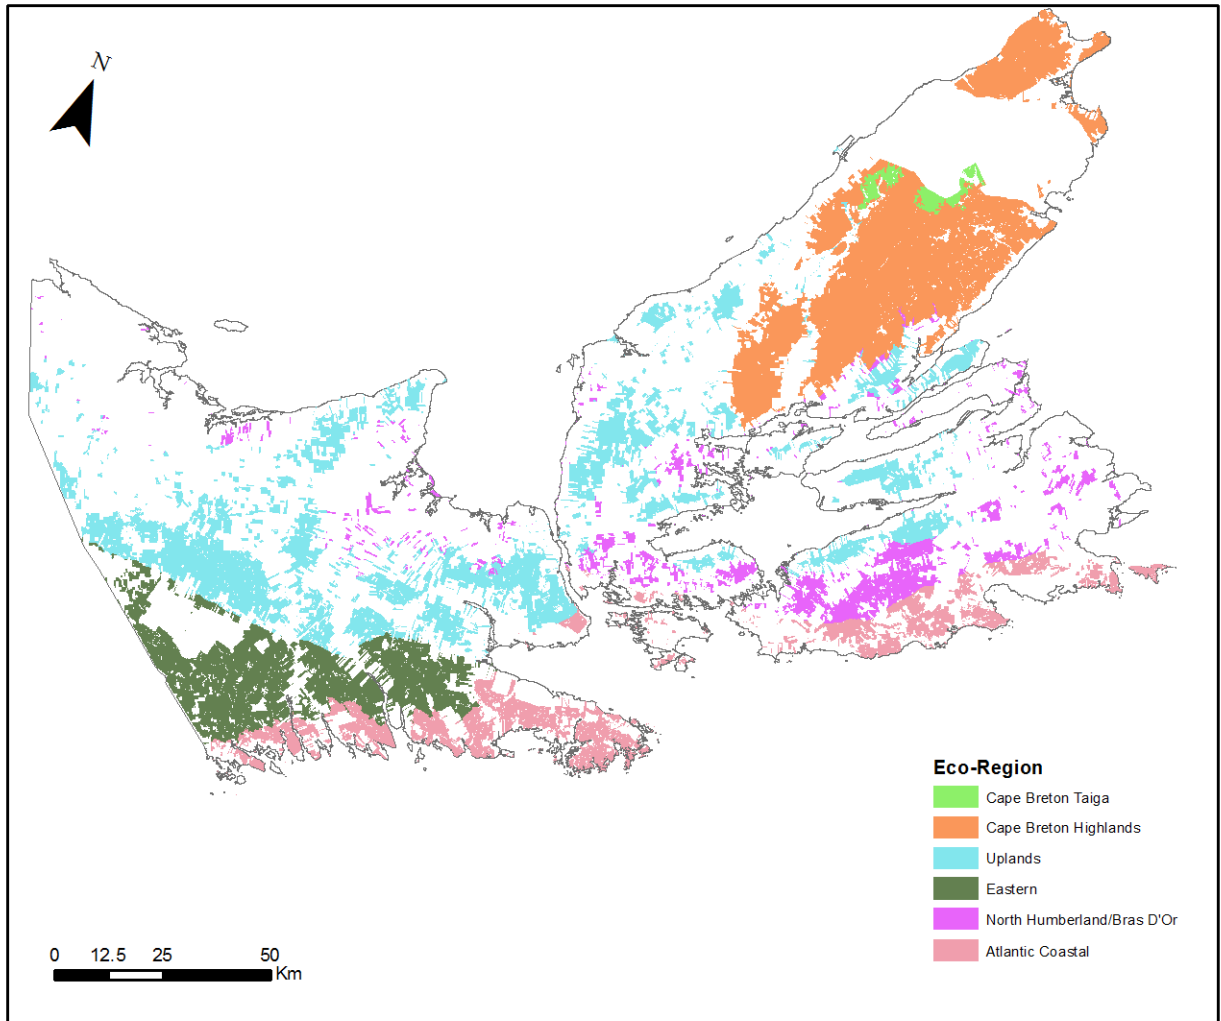 N
Eco-Region
Cape Breton Taiga
Cape Breton Highlands
Uplands
Eastern
North Humberland/Bras D'Or
Atlantic Coastal
0 12.5 25 50
Km